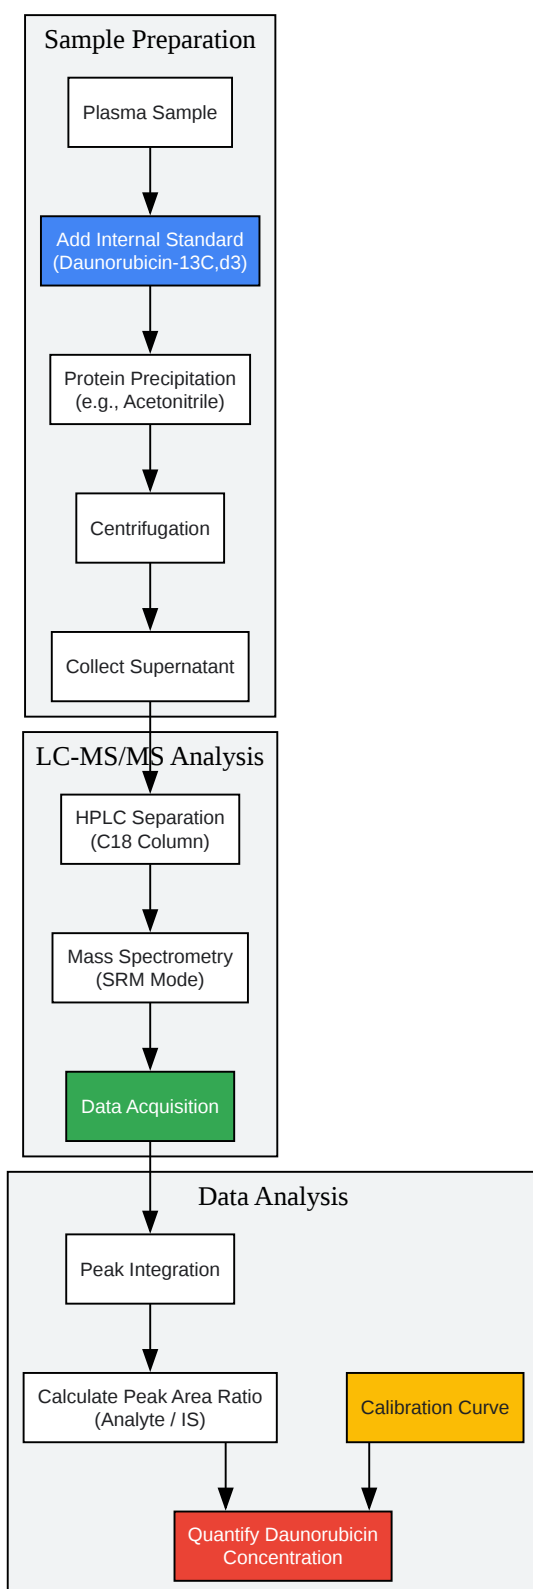 Sample Preparation
Plasma Sample
Add Internal Standard
(Daunorubicin-13C,d3)
Protein Precipitation
(e.g., Acetonitrile)
Centrifugation
Collect Supernatant
LC-MS/MS Analysis
HPLC Separation
(C18 Column)
Mass Spectrometry
(SRM Mode)
Data Acquisition
Data Analysis
Peak Integration
Calculate Peak Area Ratio
(Analyte / IS)
Calibration Curve
Quantify Daunorubicin
Concentration